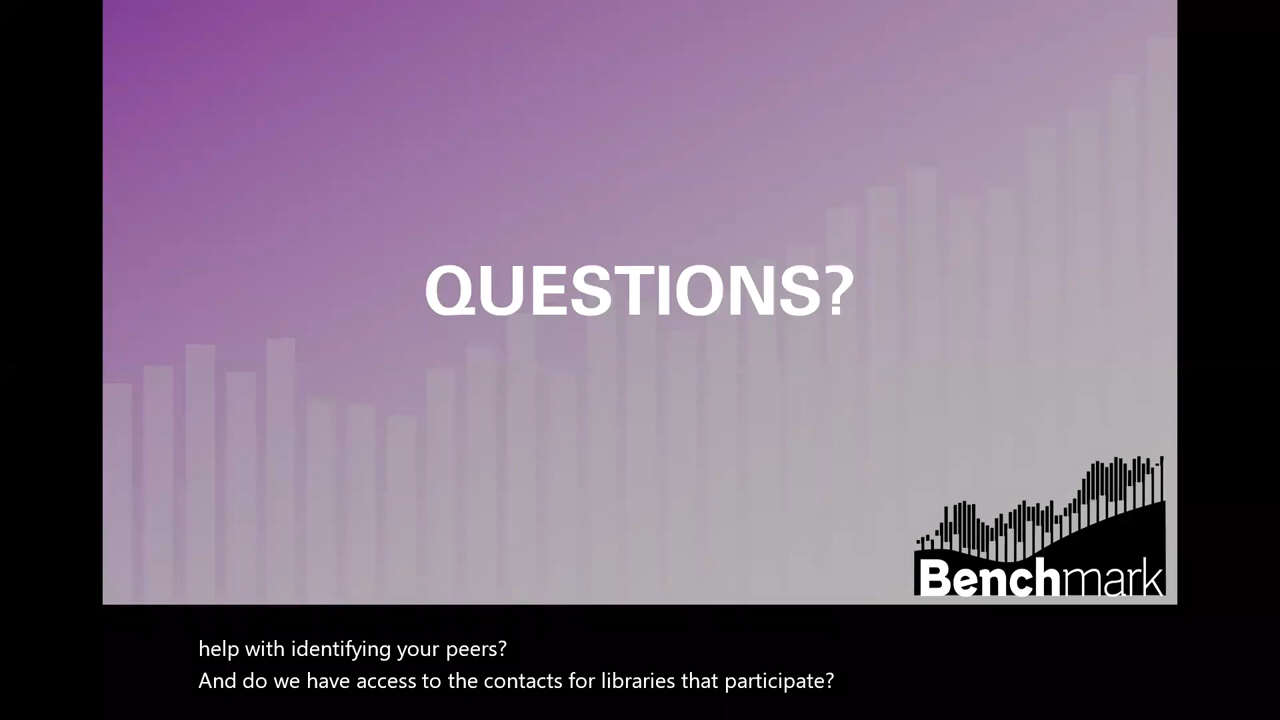 QUESTIONS?
Benchmark
help with identifying your peers?
And do we have access to the contacts for libraries that participate?